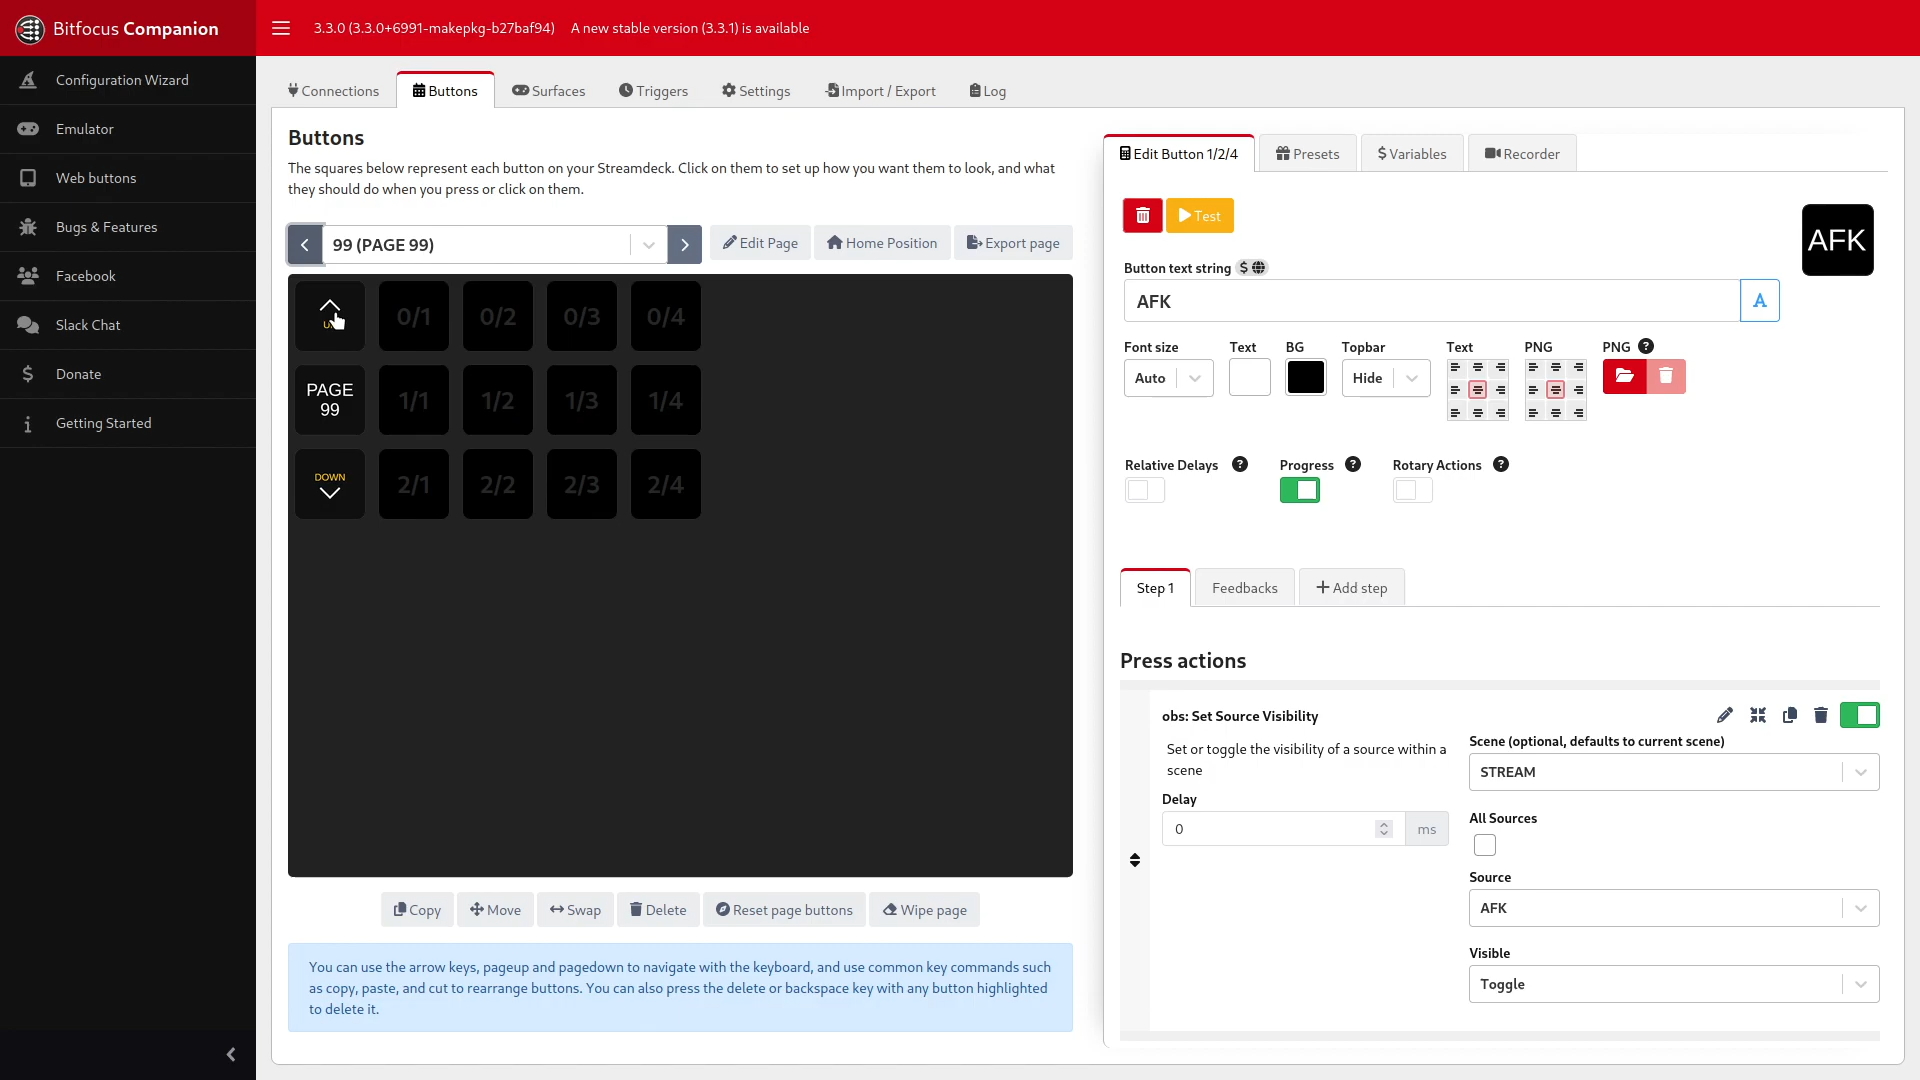 Bitfocus Companion
3.3.0 (3.3.0+6991-makepkg-b27baf94) A new stable version (3.3.1) is available
Configuration Wizard
Emulator
Web buttons
Bugs & Features
Facebook
Slack Chat
Donate
Getting Started
Connections
Buttons
Surfaces
Triggers
Settings
Import / Export
Log
Buttons
The squares below represent each button on your Streamdeck. Click on them to set up how you want them to look, and what
they should do when you press or click on them.
99 (PAGE 99)
Edit Page
Home Position
Export page
0/1 0/2 0/3 0/4
PAGE
99
1/1 1/2 1/3 1/4
DOWN
2/1 2/2 2/3 2/4
Copy
Move
Swap
Delete
Reset page buttons
Wipe page
You can use the arrow keys, pageup and pagedown to navigate with the keyboard, and use common key commands such
as copy, paste, and cut to rearrange buttons. You can also press the delete or backspace key with any button highlighted
to delete it.
Edit Button 1/2/4
Presets
$ Variables
Recorder
Test
AFK
Button text string $
AFK
A
Font size Text BG Topbar Text PNG PNG ?
Auto
Hide
Relative Delays ? Progress ? Rotary Actions ?
Step 1
Feedbacks
Add step
Press actions
obs: Set Source Visibility
Set or toggle the visibility of a source within a
scene
Delay
0 ms
Scene (optional, defaults to current scene)
STREAM
All Sources
Source
AFK
Visible
Toggle